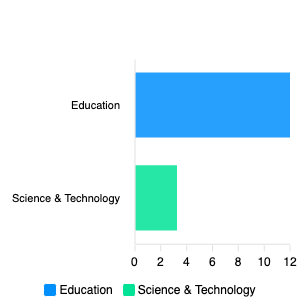 Education
Science & Technology
0 2 4 6 8 10 12
Education Science & Technology